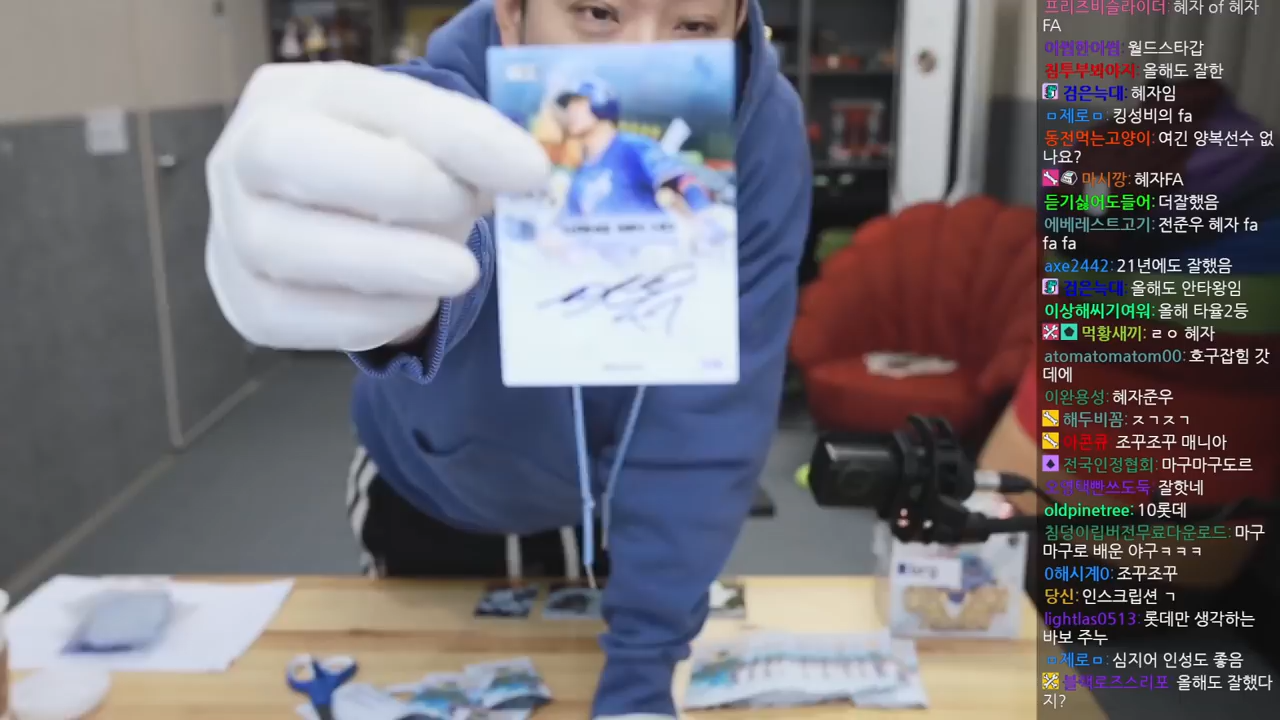 프리즈비슬라이더: 혜자 of 혜자
FA
월드스타갑
침투부봐야지: 올해도 잘한
검은늑대: 혜자임
ㅁ제로ㅁ: 킹성비의 fa
동전먹는고양이: 여긴 양복선수 없
나요?
마시깡: 혜자FA
듣기싫어도들어: 더잘했음
에베레스트고기: 전준우 혜자 fa
fa fa
axe2442: 21년에도 잘했음
검은늑대: 올해도 안타왕임
이상해씨기여워: 올해 타율2등
먹황새끼: ㄹㅇ 혜자
atomatomatom00: 호구잡힘 갓
데에
이완용성: 혜자준우
해두비꼼: ㅈㄱㅈㄱ
아콘큐 조꾸조꾸 매니아
전국인정협회: 마구마구도르
잘핫네
oldpinetree: 10롯데
침덩이립버전무료다운로드: 마구
마구로 배운 야구ㅋㅋㅋ
0해시계0: 조꾸조꾸
당신: 인스크립션 ㄱ
lightlas0513: 롯데만 생각하는
바보 주누
ㅁ제로ㅁ: 심지어 인성도 좋음
블랙로즈스리포 올해도 잘했다
지?